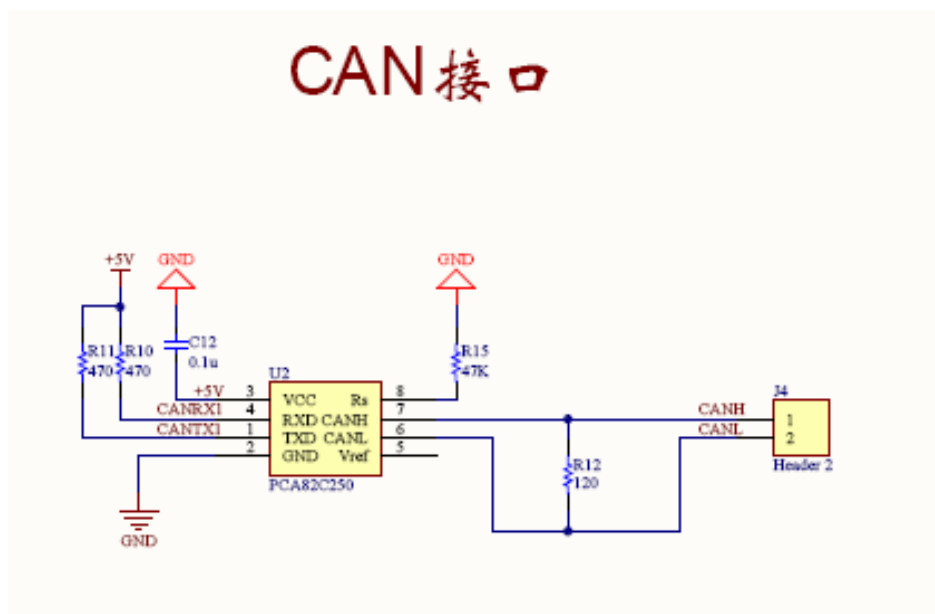 CAN接口
+5V GND GND
R11 R10 C12 R15
470 470 0.1u 47K
U2 J4
+5V 3 VCC Rs 8
CANRX1 4 RXD CANH 7 CANH 1
CANTX1 1 TXD CANL 6 CANL 2
2 GND Vref 5
R12 Header 2
120
PCA82C250
GND